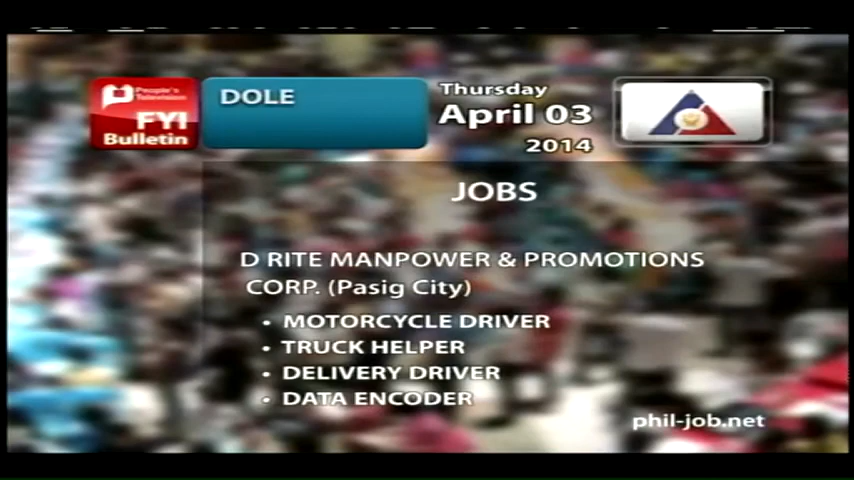 People's
Television
FYI
Bulletin
DOLE
Thursday
April 03
2014
JOBS
D RITE MANPOWER & PROMOTIONS
CORP. (Pasig City)
• MOTORCYCLE DRIVER
• TRUCK HELPER
• DELIVERY DRIVER
• DATA ENCODER
phil-job.net